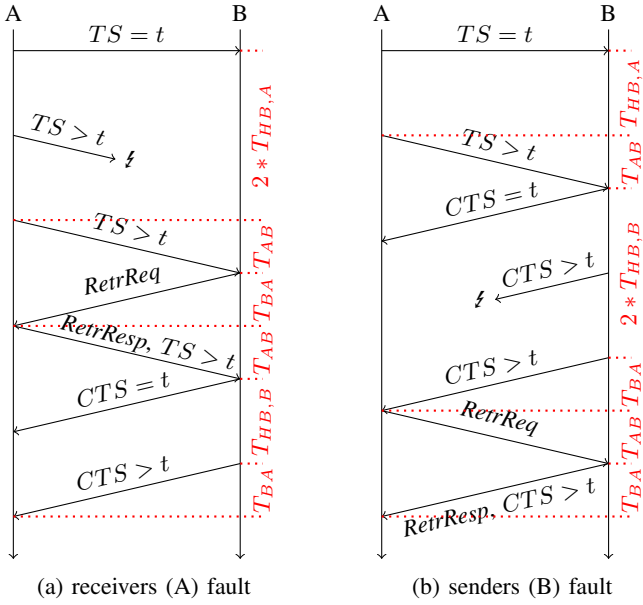 A
B
TS = t
TS > t
TS > t
RetrReq
RetrResp, TS > t
CTS = t
CTS > t
2 * T_{HB,A}
T_{AB}
T_{BA}
T_{AB}
T_{HB,B}
T_{BA}
(a) receivers (A) fault
A
B
TS = t
TS > t
CTS = t
CTS > t
CTS > t
RetrReq
RetrResp, CTS > t
T_{HB,A}
T_{AB}
2 * T_{HB,B}
T_{BA}
T_{AB}
T_{BA}
(b) senders (B) fault